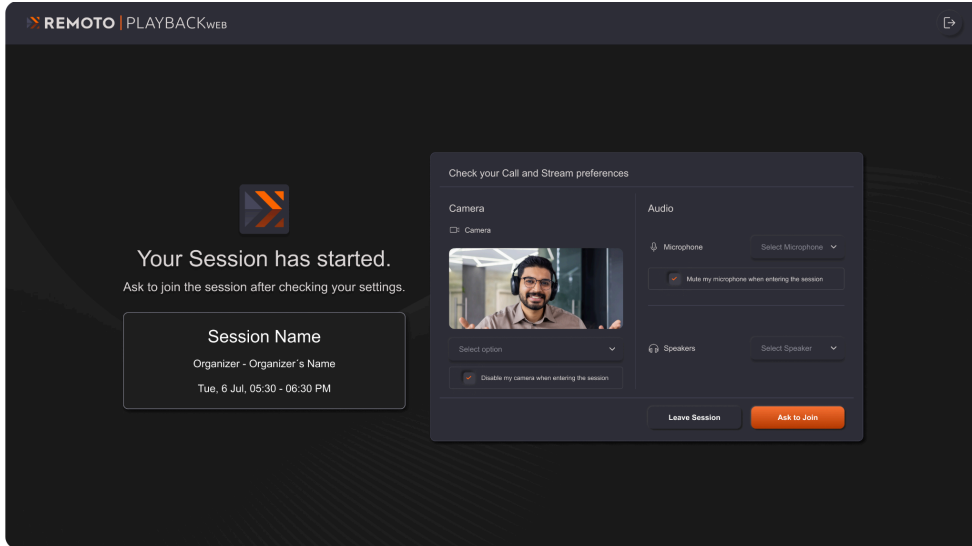 REMOTO | PLAYBACKWEB
Your Session has started.
Ask to join the session after checking your settings.
Session Name
Organizer - Organizer´s Name
Tue, 6 Jul, 05:30 - 06:30 PM
Check your Call and Stream preferences
Camera
Camera
Select option
Disable my camera when entering the session
Audio
Microphone
Select Microphone
Mute my microphone when entering the session
Speakers
Select Speaker
Leave Session
Ask to Join